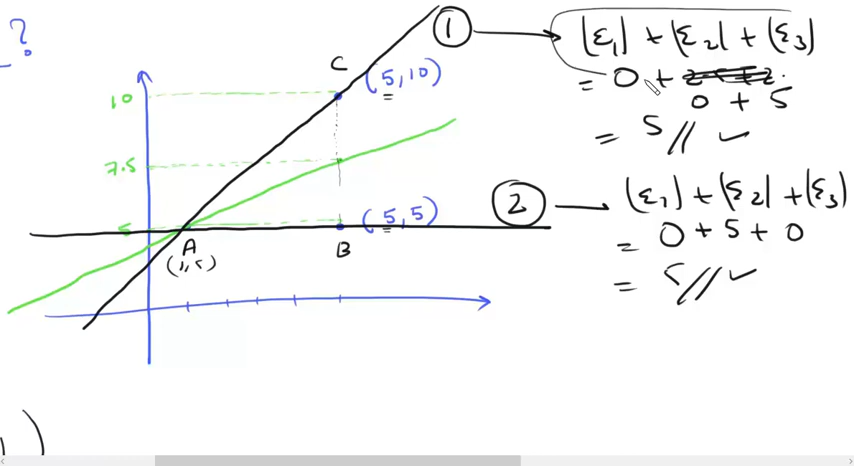 ?
① → |ε₁| + |ε₂| + |ε₃|
= 0 +
0 + 5
= 5 // ✓
C
(5,10)
10
7.5
5
(5,5)
A
(1,5)
B
② — |ε₁| + |ε₂| + |ε₃|
= 0 + 5 + 0
= 5 // ✓
)